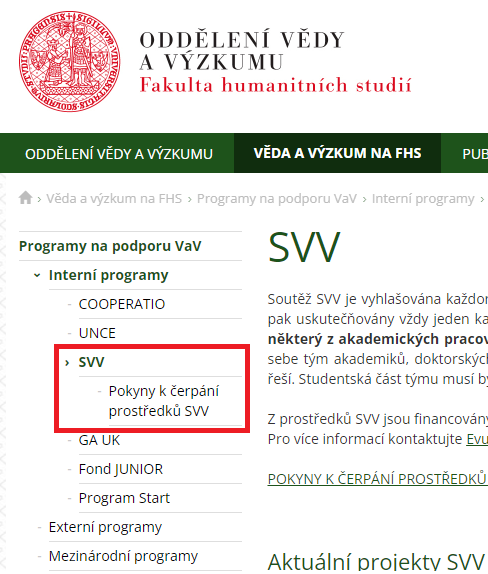 ODDĚLENÍ VĚDY
A VÝZKUMU
Fakulta humanitních studií
ODDĚLENÍ VĚDY A VÝZKUMU
VĚDA A VÝZKUM NA FHS
PUB
› Věda a výzkum na FHS › Programy na podporu VaV › Interní programy ›
Programy na podporu VaV
Interní programy
- COOPERATIO
- UNCE
› SVV
- Pokyny k čerpání
prostředků SVV
- GA UK
- Fond JUNIOR
- Program Start
- Externí programy
- Mezinárodní programy
SVV
Soutěž SVV je vyhlašována každo
pak uskutečňovány vždy jeden ka
některý z akademických pracov
sebe tým akademiků, doktorskýc
řeší. Studentská část týmu musí b
Z prostředků SVV jsou financován
Pro více informací kontaktujte Evu
POKYNY K ČERPÁNÍ PROSTŘEDKŮ
Aktuální projekty SVV